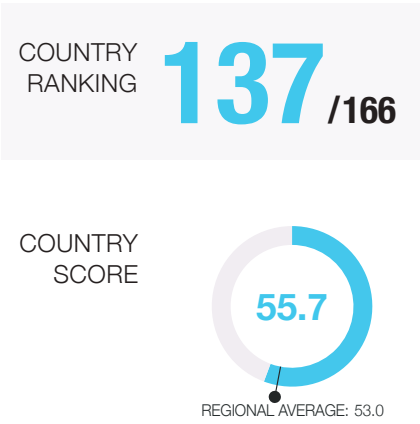 COUNTRY
RANKING
137/166
COUNTRY
SCORE
55.7
REGIONAL AVERAGE: 53.0